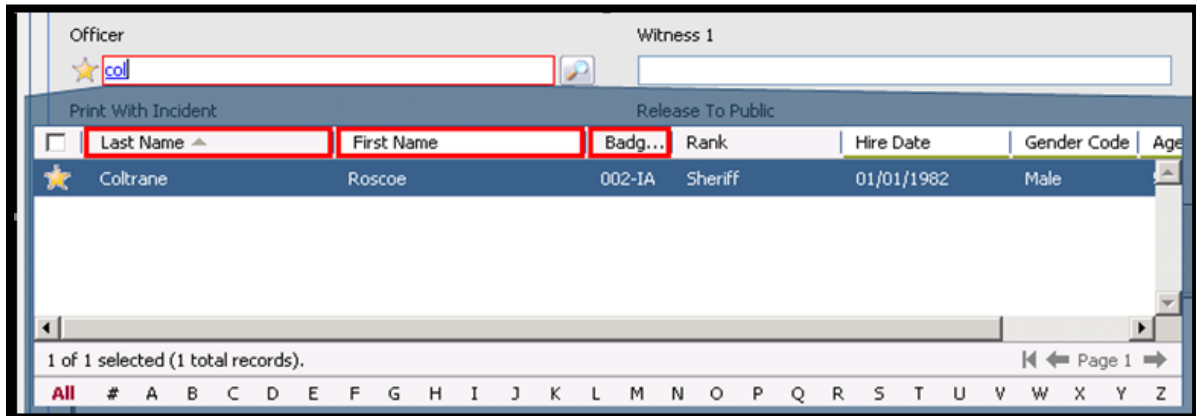 Officer Witness 1
col
Print With Incident Release To Public
Last Name First Name Badg... Rank Hire Date Gender Code Age
Coltrane Roscoe 002-IA Sheriff 01/01/1982 Male
1 of 1 selected (1 total records). Page 1
All # A B C D E F G H I J K L M N O P Q R S T U V W X Y Z